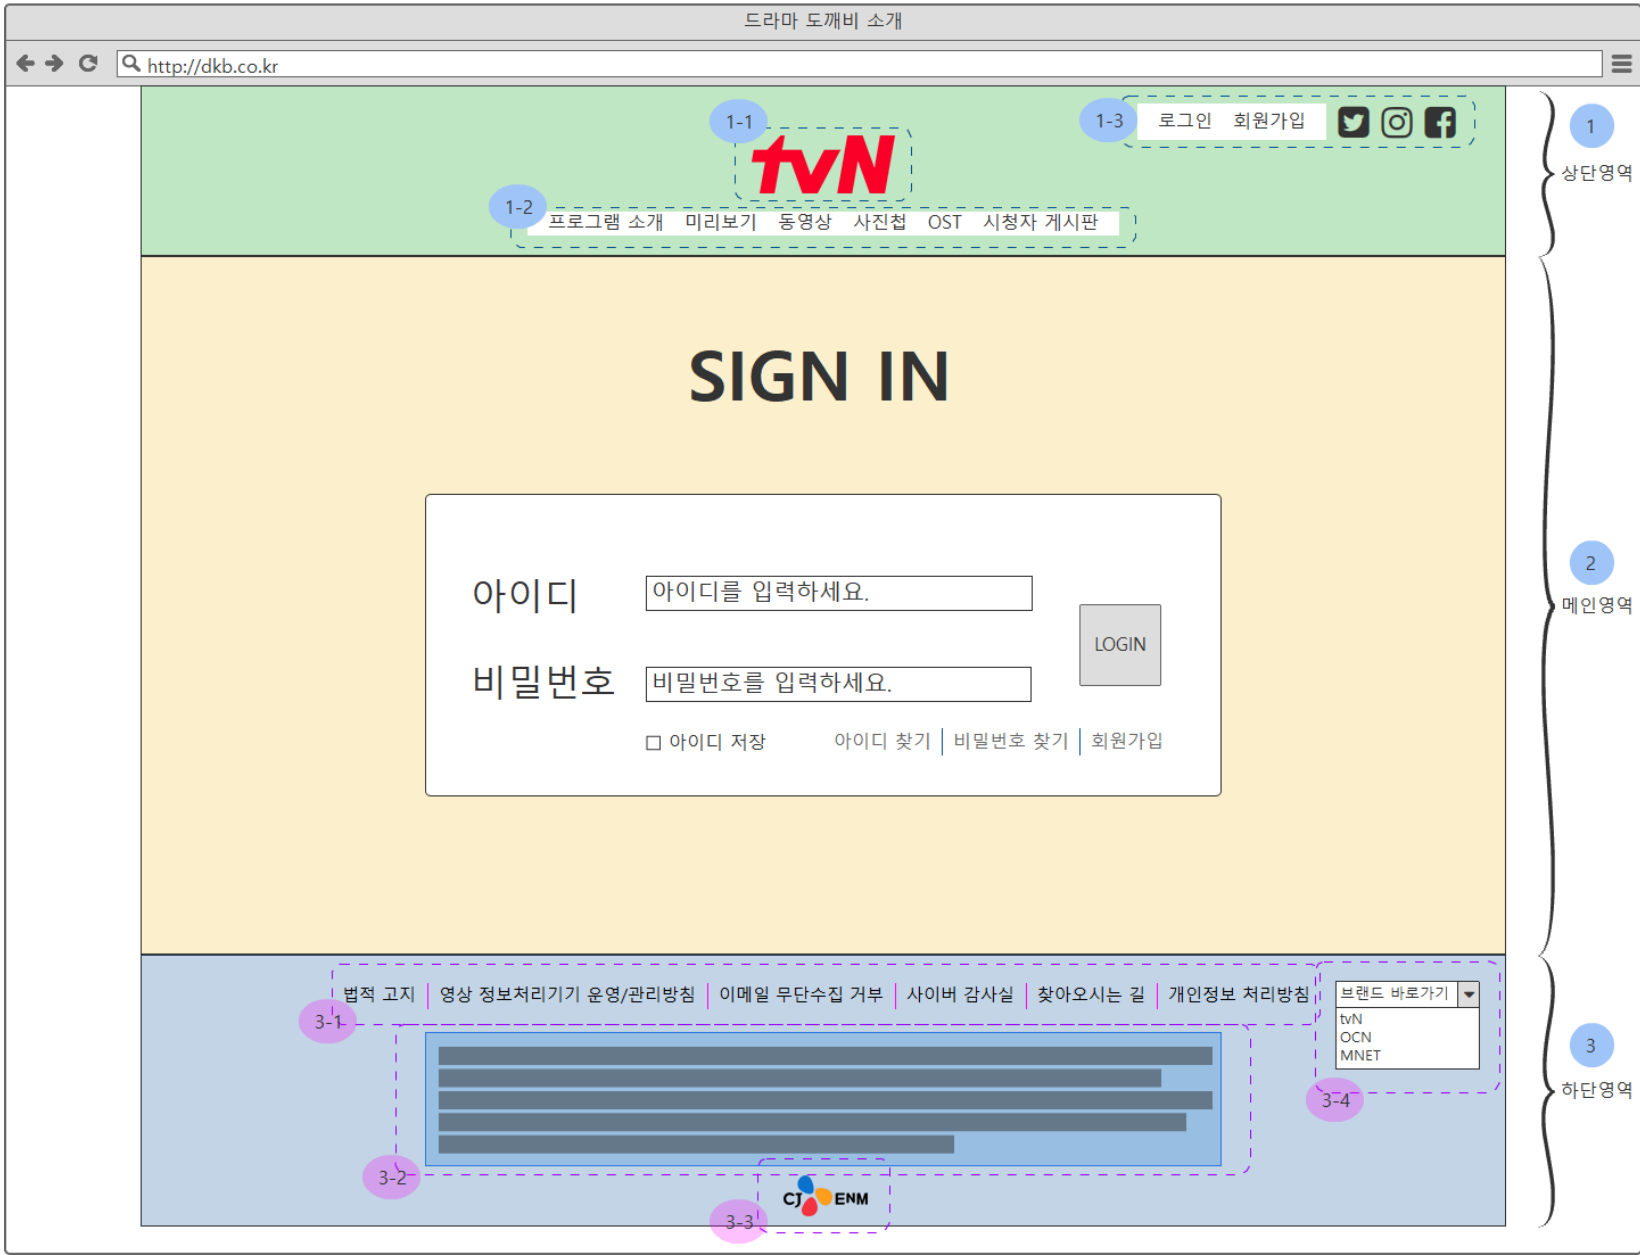 드라마 도깨비 소개
http://dkb.co.kr
1-1
tvN
1-3 로그인 회원가입
1
상단영역
1-2 프로그램 소개 미리보기 동영상 사진첩 OST 시청자 게시판
SIGN IN
2
메인영역
아이디 아이디를 입력하세요.
LOGIN
비밀번호 비밀번호를 입력하세요.
아이디 저장 아이디 찾기 | 비밀번호 찾기 | 회원가입
법적 고지 | 영상 정보처리기기 운영/관리방침 | 이메일 무단수집 거부 | 사이버 감사실 | 찾아오시는 길 | 개인정보 처리방침
3-1
브랜드 바로가기
tvN
OCN
MNET
3-4
3
하단영역
3-2
CJ ENM
3-3